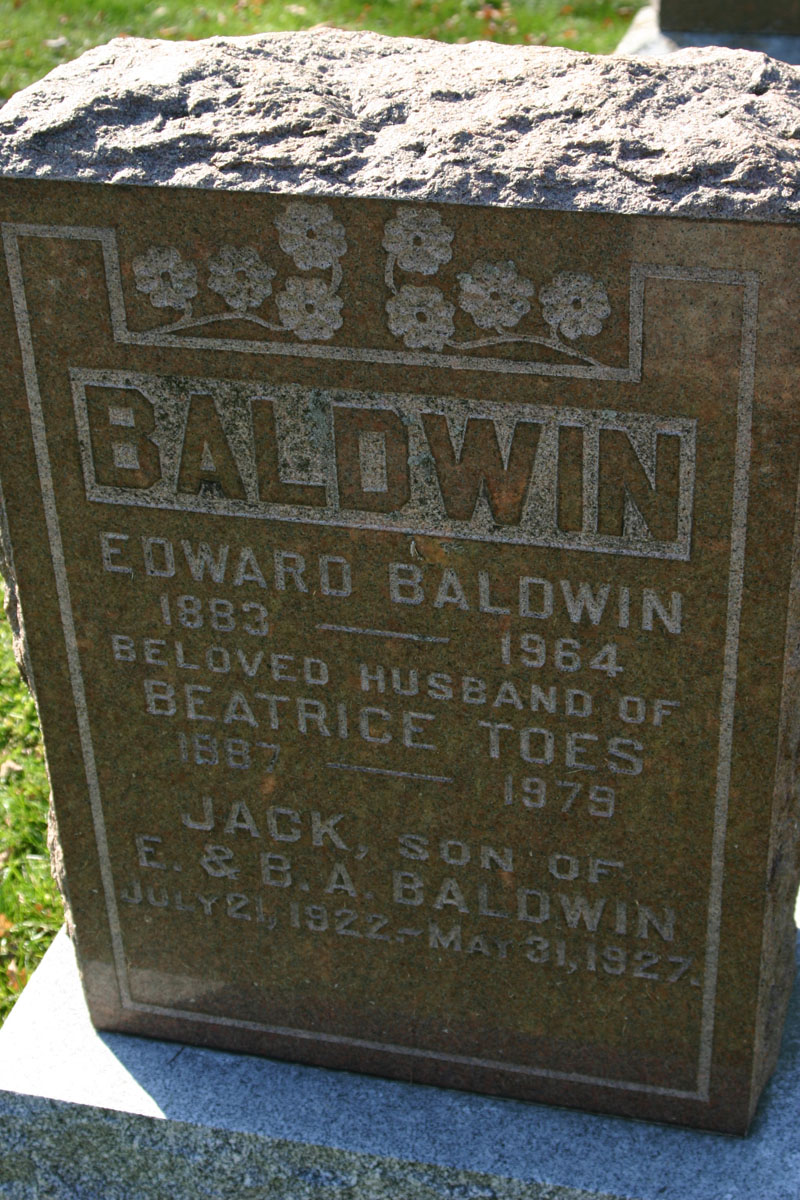 BALDWIN
EDWARD BALDWIN
1883 — 1964
BELOVED HUSBAND OF
BEATRICE TOES
1887 — 1979
JACK, SON OF
E. & B. A. BALDWIN
JULY 21, 1922.–MAY 31, 1927.